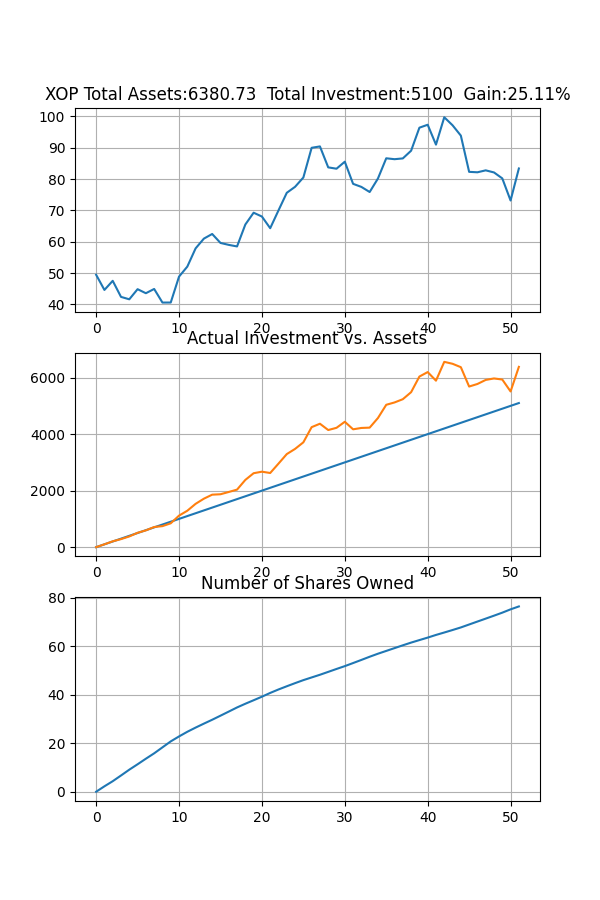 XOP Total Assets:6380.73  Total Investment:5100  Gain:25.11%
100
90
80
70
60
50
40
0 10 20 30 40 50
Actual Investment vs. Assets
6000
4000
2000
0
0 10 20 30 40 50
Number of Shares Owned
80
60
40
20
0
0 10 20 30 40 50